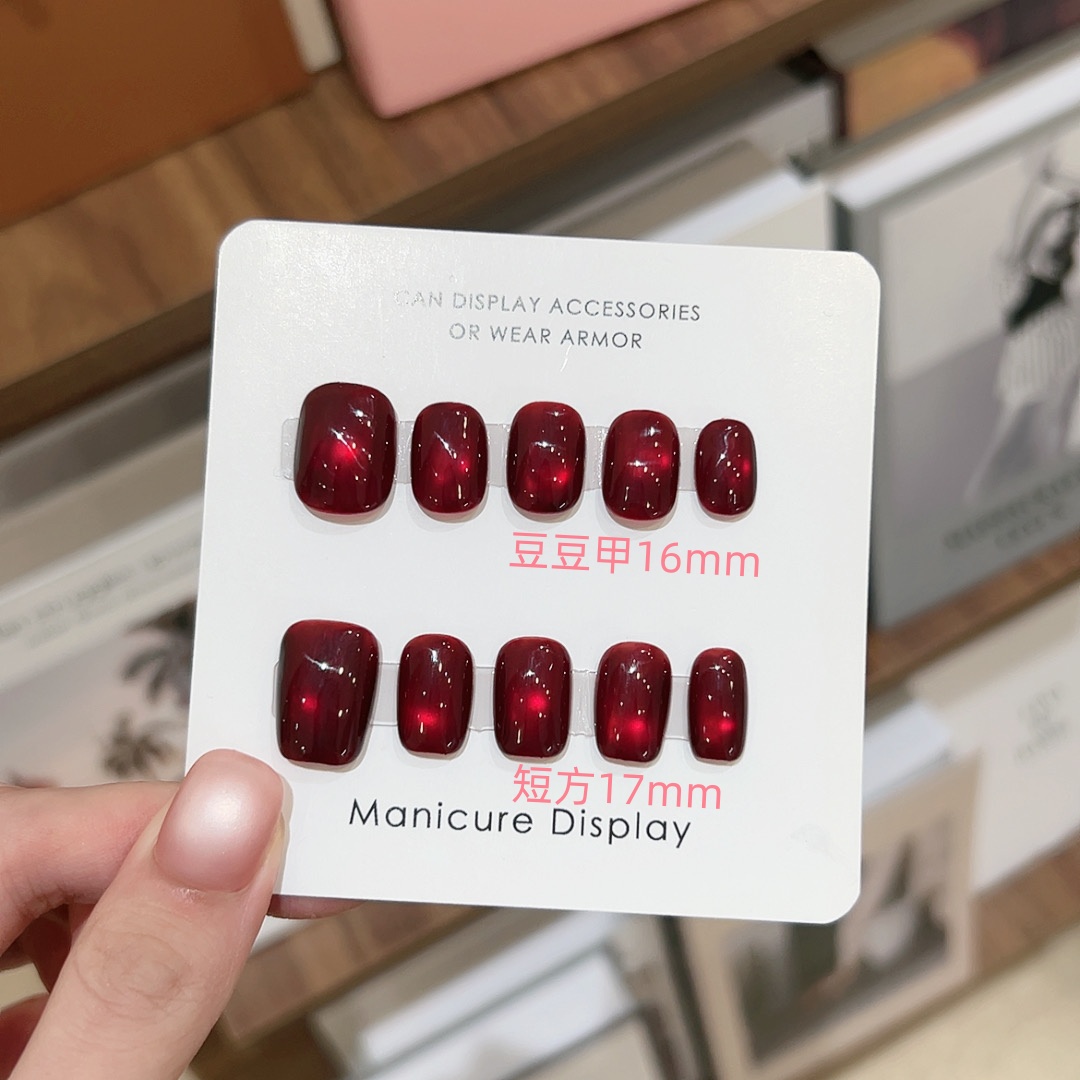 CAN DISPLAY ACCESSORIES
OR WEAR ARMOR
豆豆甲16mm
短方17mm
Manicure Display